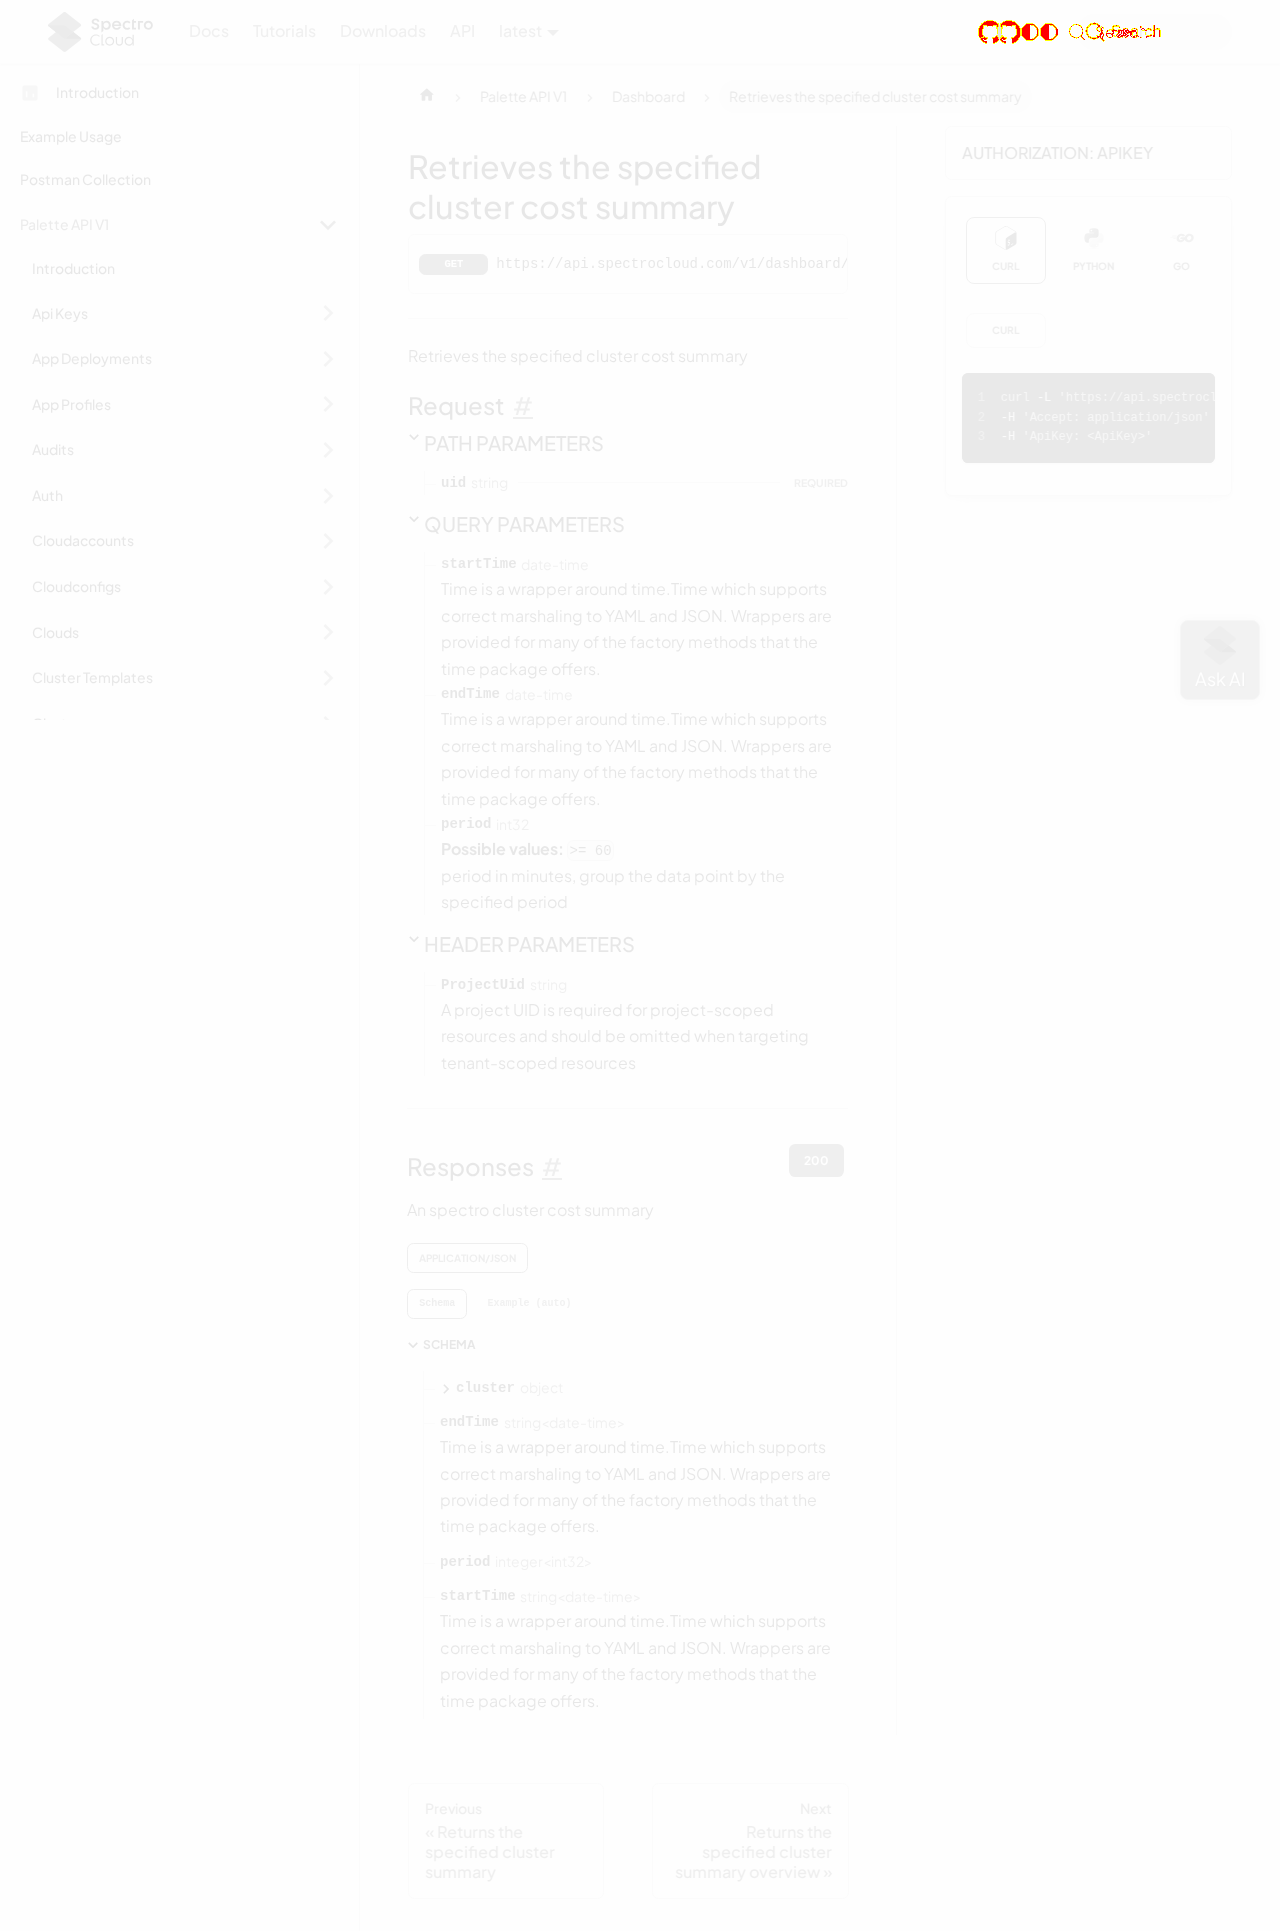 Spectro
Cloud
Docs
Tutorials
Downloads
API
latest
Introduction
Example Usage
Postman Collection
Palette API V1
Introduction
Api Keys
App Deployments
App Profiles
Audits
Auth
Cloudaccounts
Cloudconfigs
Clouds
Cluster Templates
Palette API V1
Dashboard
Retrieves the specified cluster cost summary
Retrieves the specified
cluster cost summary
GET https://api.spectrocloud.com/v1/dashboard/
Retrieves the specified cluster cost summary
Request #
PATH PARAMETERS
uid string REQUIRED
QUERY PARAMETERS
startTime date-time
Time is a wrapper around time.Time which supports
correct marshaling to YAML and JSON. Wrappers are
provided for many of the factory methods that the
time package offers.
endTime date-time
Time is a wrapper around time.Time which supports
correct marshaling to YAML and JSON. Wrappers are
provided for many of the factory methods that the
time package offers.
period int32
Possible values: >= 60
period in minutes, group the data point by the
specified period
HEADER PARAMETERS
ProjectUid string
A project UID is required for project-scoped
resources and should be omitted when targeting
tenant-scoped resources
Responses #
200
An spectro cluster cost summary
APPLICATION/JSON
Schema
Example (auto)
SCHEMA
cluster object
endTime string<date-time>
Time is a wrapper around time.Time which supports
correct marshaling to YAML and JSON. Wrappers are
provided for many of the factory methods that the
time package offers.
period integer<int32>
startTime string<date-time>
Time is a wrapper around time.Time which supports
correct marshaling to YAML and JSON. Wrappers are
provided for many of the factory methods that the
time package offers.
Previous
« Returns the
specified cluster
summary
Next
Returns the
specified cluster
summary overview »
AUTHORIZATION: APIKEY
CURL
PYTHON
GO
GO
CURL
1 curl -L 'https://api.spectrocl
2 -H 'Accept: application/json'
3 -H 'ApiKey: <ApiKey>'
Ask AI